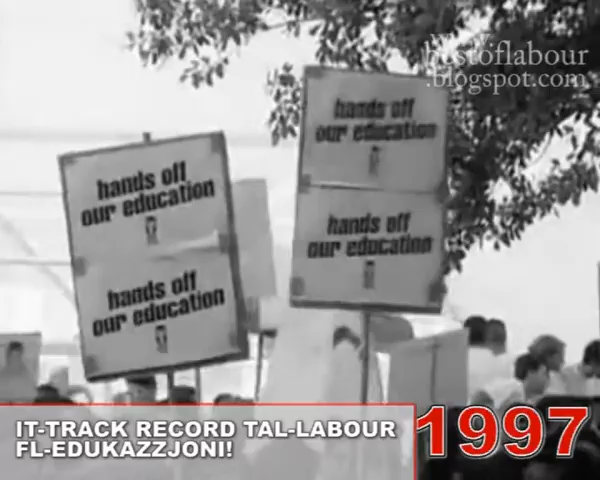 www.
bestoflabour
.blogspot.com
hands off
our education
hands off
our education
hands off
our education
hands off
our education
IT-TRACK RECORD TAL-LABOUR
FL-EDUKAZZJONI!
1997